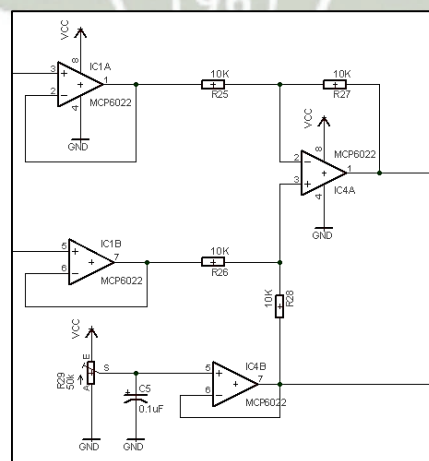 1981
VCC
8
3
+
IC1A
1
2
−
MCP6022
4
GND
10K
R25
10K
R27
VCC
8
MCP6022
2
−
1
3
+
IC4A
4
GND
5
+
IC1B
7
6
−
MCP6022
10K
R26
10K
R28
VCC
E
S
A
R29
50k
GND
+
C5
0.1uF
GND
5
+
IC4B
7
6
−
MCP6022